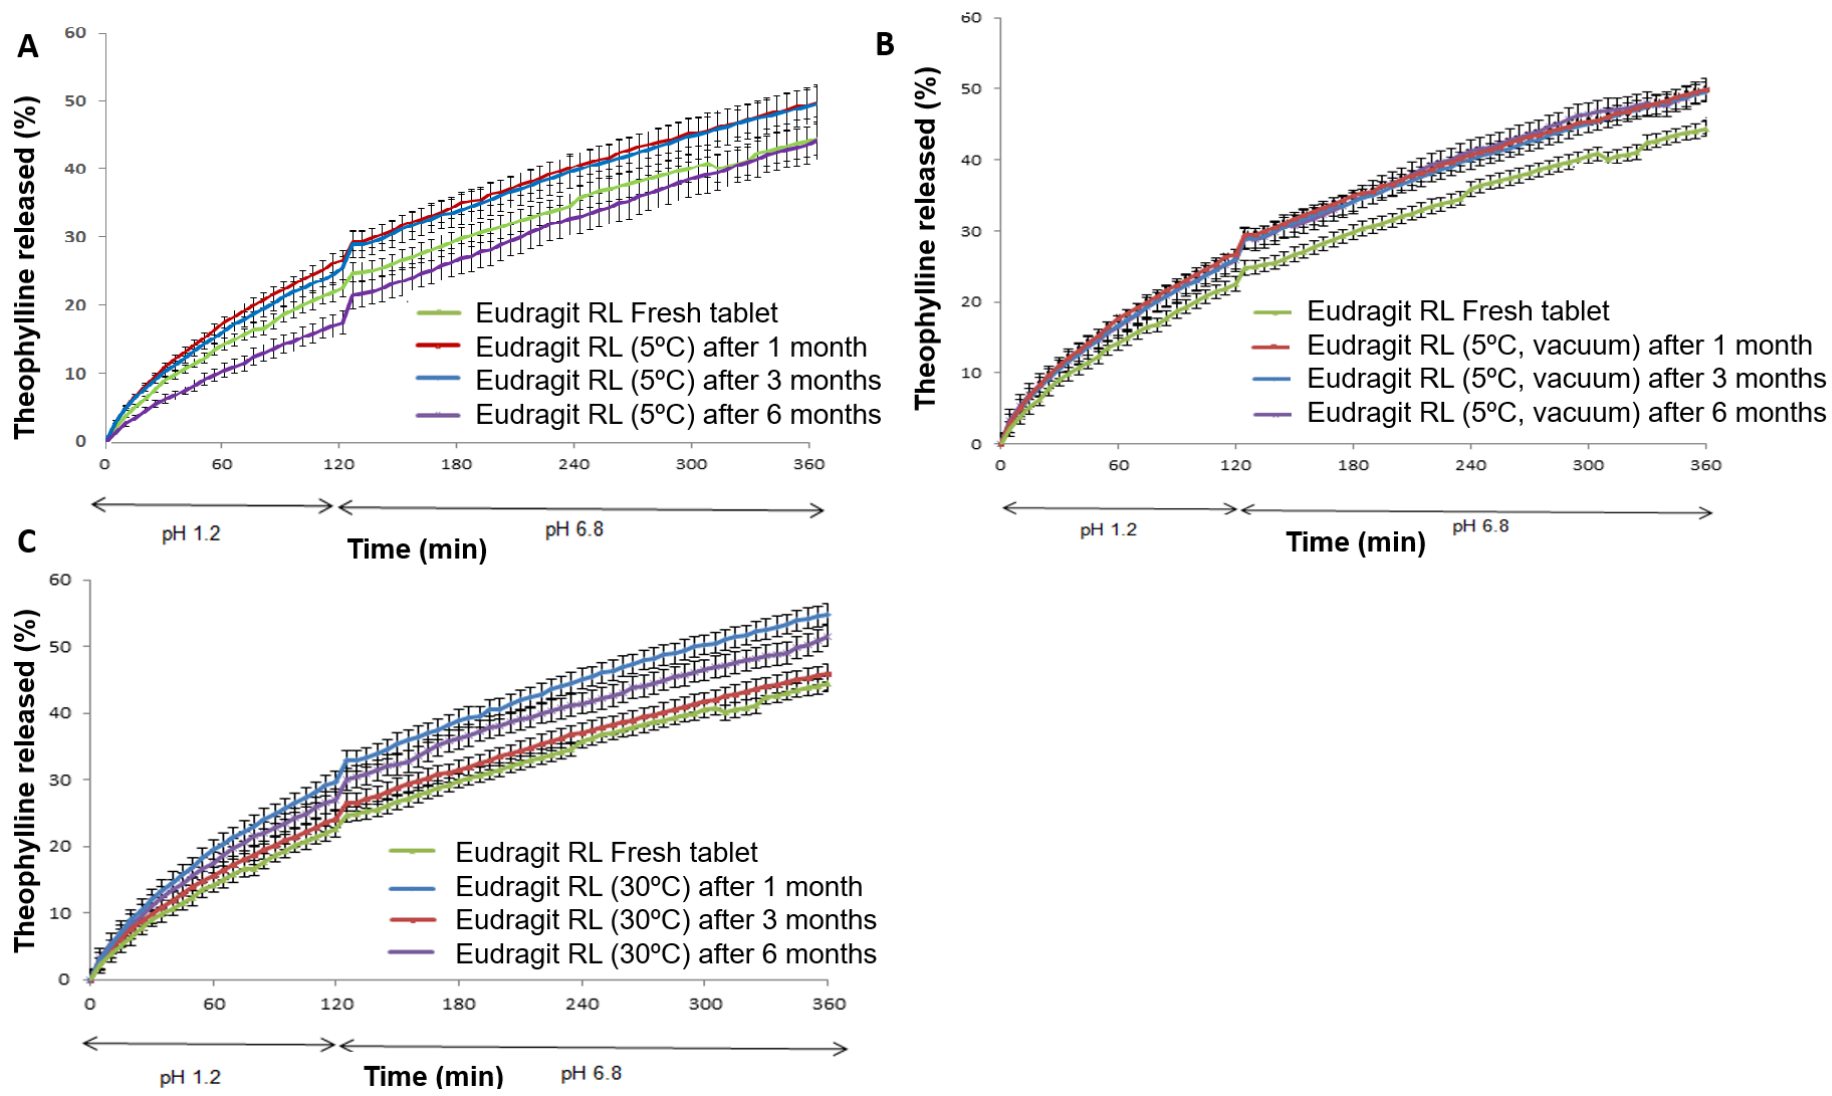 A
Theophylline released (%)
60
50
40
30
20
10
0
Eudragit RL Fresh tablet
Eudragit RL (5ºC) after 1 month
Eudragit RL (5ºC) after 3 months
Eudragit RL (5ºC) after 6 months
0 60 120 180 240 300 360
pH 1.2 pH 6.8
Time (min)
B
Theophylline released (%)
60
50
40
30
20
10
0
Eudragit RL Fresh tablet
Eudragit RL (5ºC, vacuum) after 1 month
Eudragit RL (5ºC, vacuum) after 3 months
Eudragit RL (5ºC, vacuum) after 6 months
0 60 120 180 240 300 360
pH 1.2 pH 6.8
Time (min)
C
Theophylline released (%)
60
50
40
30
20
10
0
Eudragit RL Fresh tablet
Eudragit RL (30ºC) after 1 month
Eudragit RL (30ºC) after 3 months
Eudragit RL (30ºC) after 6 months
0 60 120 180 240 300 360
pH 1.2 pH 6.8
Time (min)